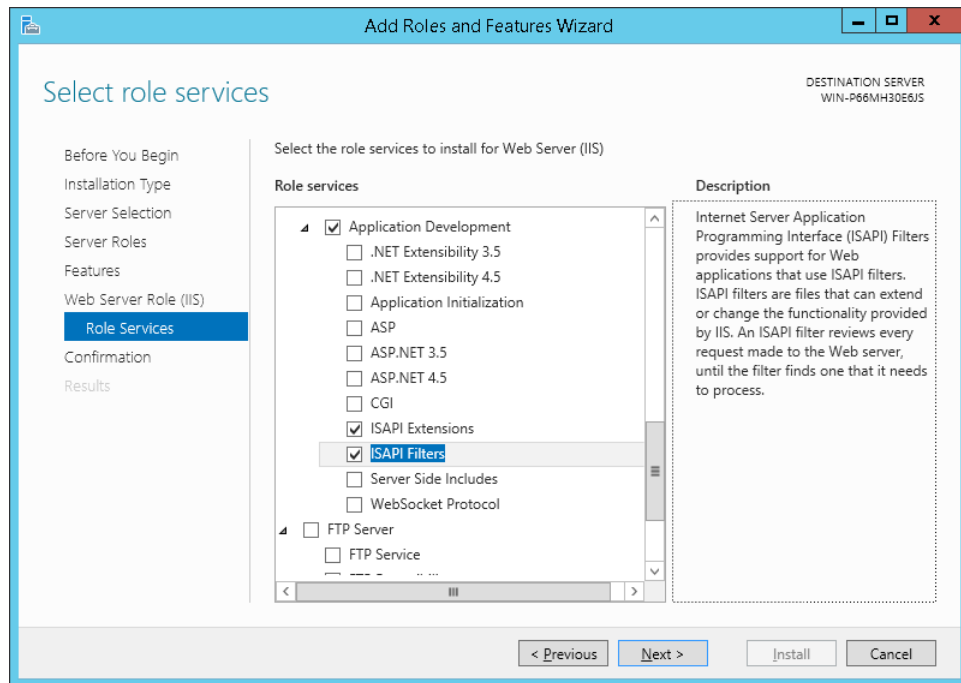 Add Roles and Features Wizard
Select role services
DESTINATION SERVER
WIN-P66MH30E6JS
Before You Begin
Installation Type
Server Selection
Server Roles
Features
Web Server Role (IIS)
Role Services
Confirmation
Results
Select the role services to install for Web Server (IIS)
Role services
Application Development
.NET Extensibility 3.5
.NET Extensibility 4.5
Application Initialization
ASP
ASP.NET 3.5
ASP.NET 4.5
CGI
ISAPI Extensions
ISAPI Filters
Server Side Includes
WebSocket Protocol
FTP Server
FTP Service
Description
Internet Server Application
Programming Interface (ISAPI) Filters
provides support for Web
applications that use ISAPI filters.
ISAPI filters are files that can extend
or change the functionality provided
by IIS. An ISAPI filter reviews every
request made to the Web server,
until the filter finds one that it needs
to process.
< Previous
Next >
Install
Cancel